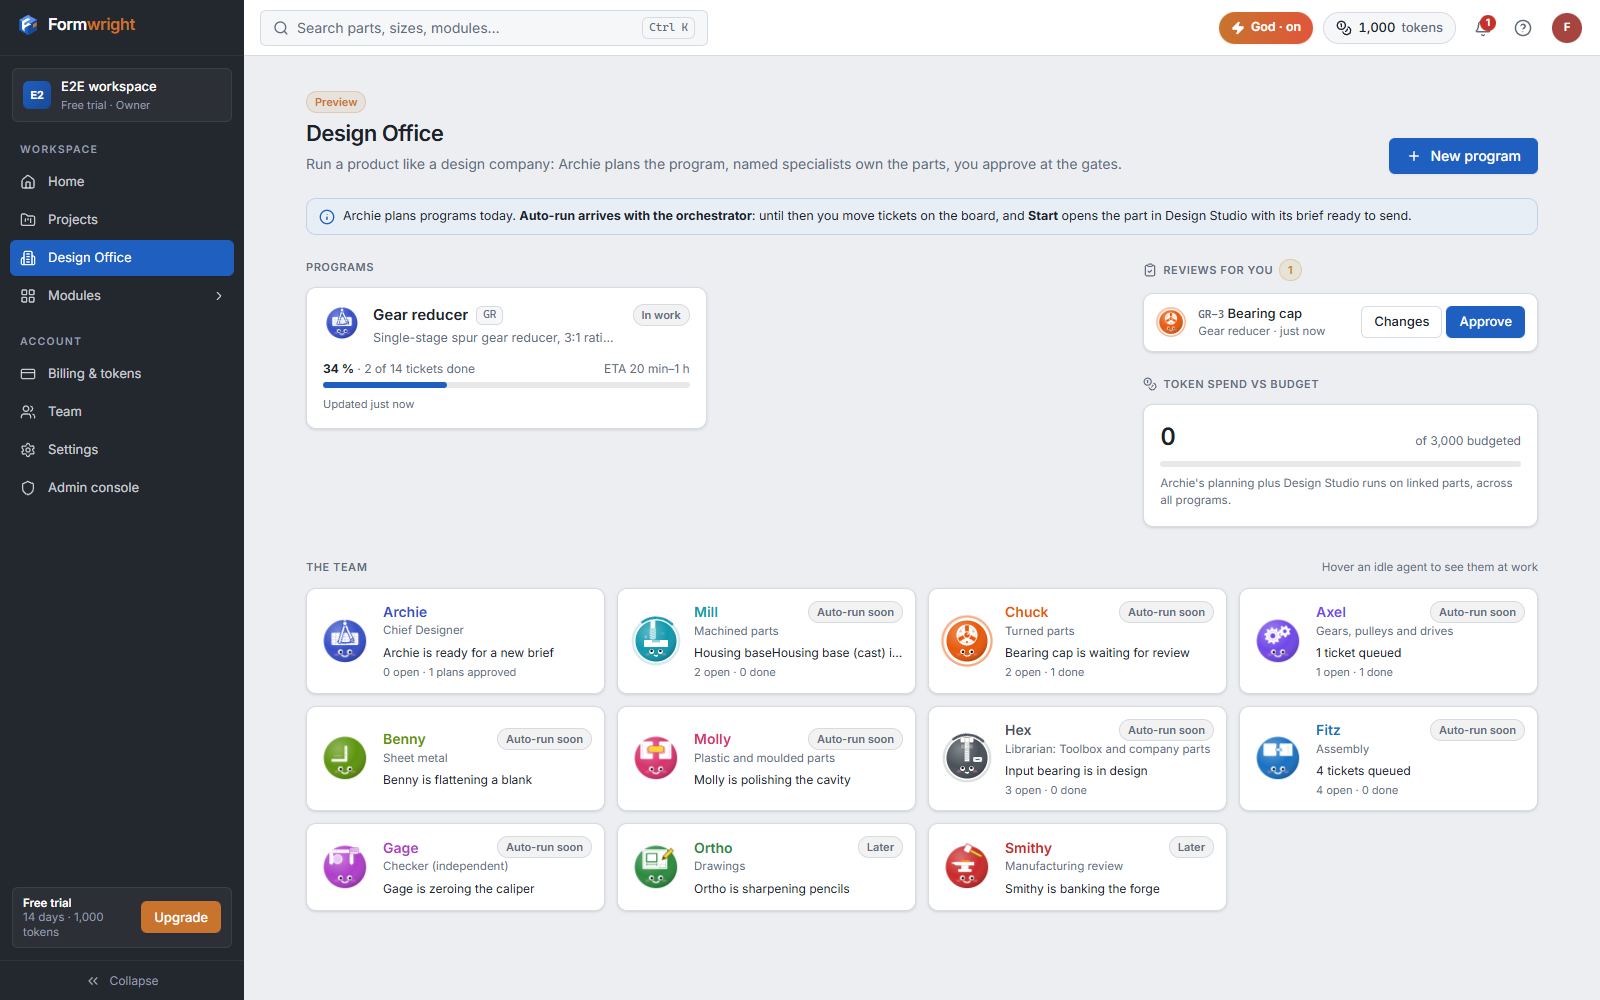 Formwright
Search parts, sizes, modules...
Ctrl K
God · on
1,000 tokens
1
F
E2
E2E workspace
Free trial · Owner
WORKSPACE
Home
Projects
Design Office
Modules
ACCOUNT
Billing & tokens
Team
Settings
Admin console
Free trial
14 days · 1,000
tokens
Upgrade
Collapse
Preview
Design Office
Run a product like a design company: Archie plans the program, named specialists own the parts, you approve at the gates.
New program
Archie plans programs today. Auto-run arrives with the orchestrator: until then you move tickets on the board, and Start opens the part in Design Studio with its brief ready to send.
PROGRAMS
Gear reducer GR
In work
Single-stage spur gear reducer, 3:1 rati...
34 % · 2 of 14 tickets done
ETA 20 min–1 h
Updated just now
REVIEWS FOR YOU 1
GR-3 Bearing cap
Gear reducer · just now
Changes
Approve
TOKEN SPEND VS BUDGET
0
of 3,000 budgeted
Archie's planning plus Design Studio runs on linked parts, across
all programs.
THE TEAM
Hover an idle agent to see them at work
Archie
Chief Designer
Archie is ready for a new brief
0 open · 1 plans approved
Mill
Auto-run soon
Machined parts
Housing baseHousing base (cast) i...
2 open · 0 done
Chuck
Auto-run soon
Turned parts
Bearing cap is waiting for review
2 open · 1 done
Axel
Auto-run soon
Gears, pulleys and drives
1 ticket queued
1 open · 1 done
Benny
Auto-run soon
Sheet metal
Benny is flattening a blank
Molly
Auto-run soon
Plastic and moulded parts
Molly is polishing the cavity
Hex
Auto-run soon
Librarian: Toolbox and company parts
Input bearing is in design
3 open · 0 done
Fitz
Auto-run soon
Assembly
4 tickets queued
4 open · 0 done
Gage
Auto-run soon
Checker (independent)
Gage is zeroing the caliper
Ortho
Later
Drawings
Ortho is sharpening pencils
Smithy
Later
Manufacturing review
Smithy is banking the forge